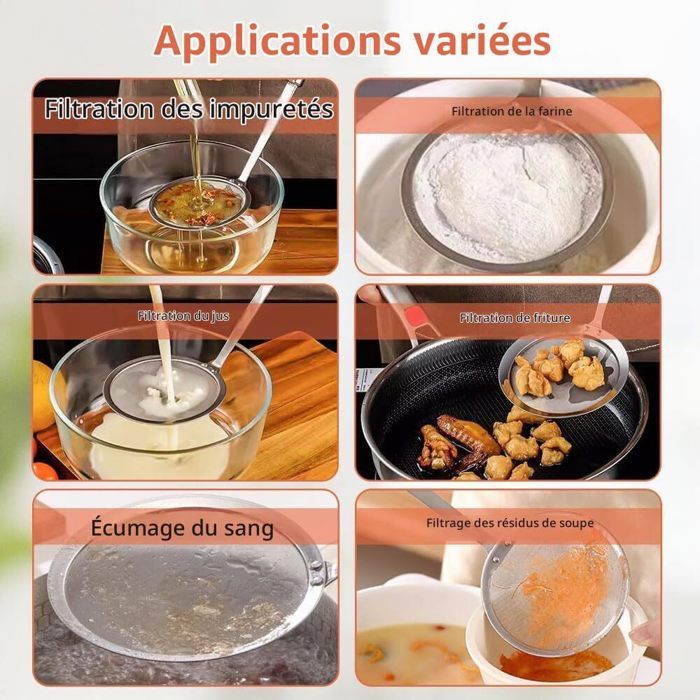 Applications variées
Filtration des impuretés
Filtration de la farine
Filtration du jus
Filtration de friture
Écumage du sang
Filtrage des résidus de soupe